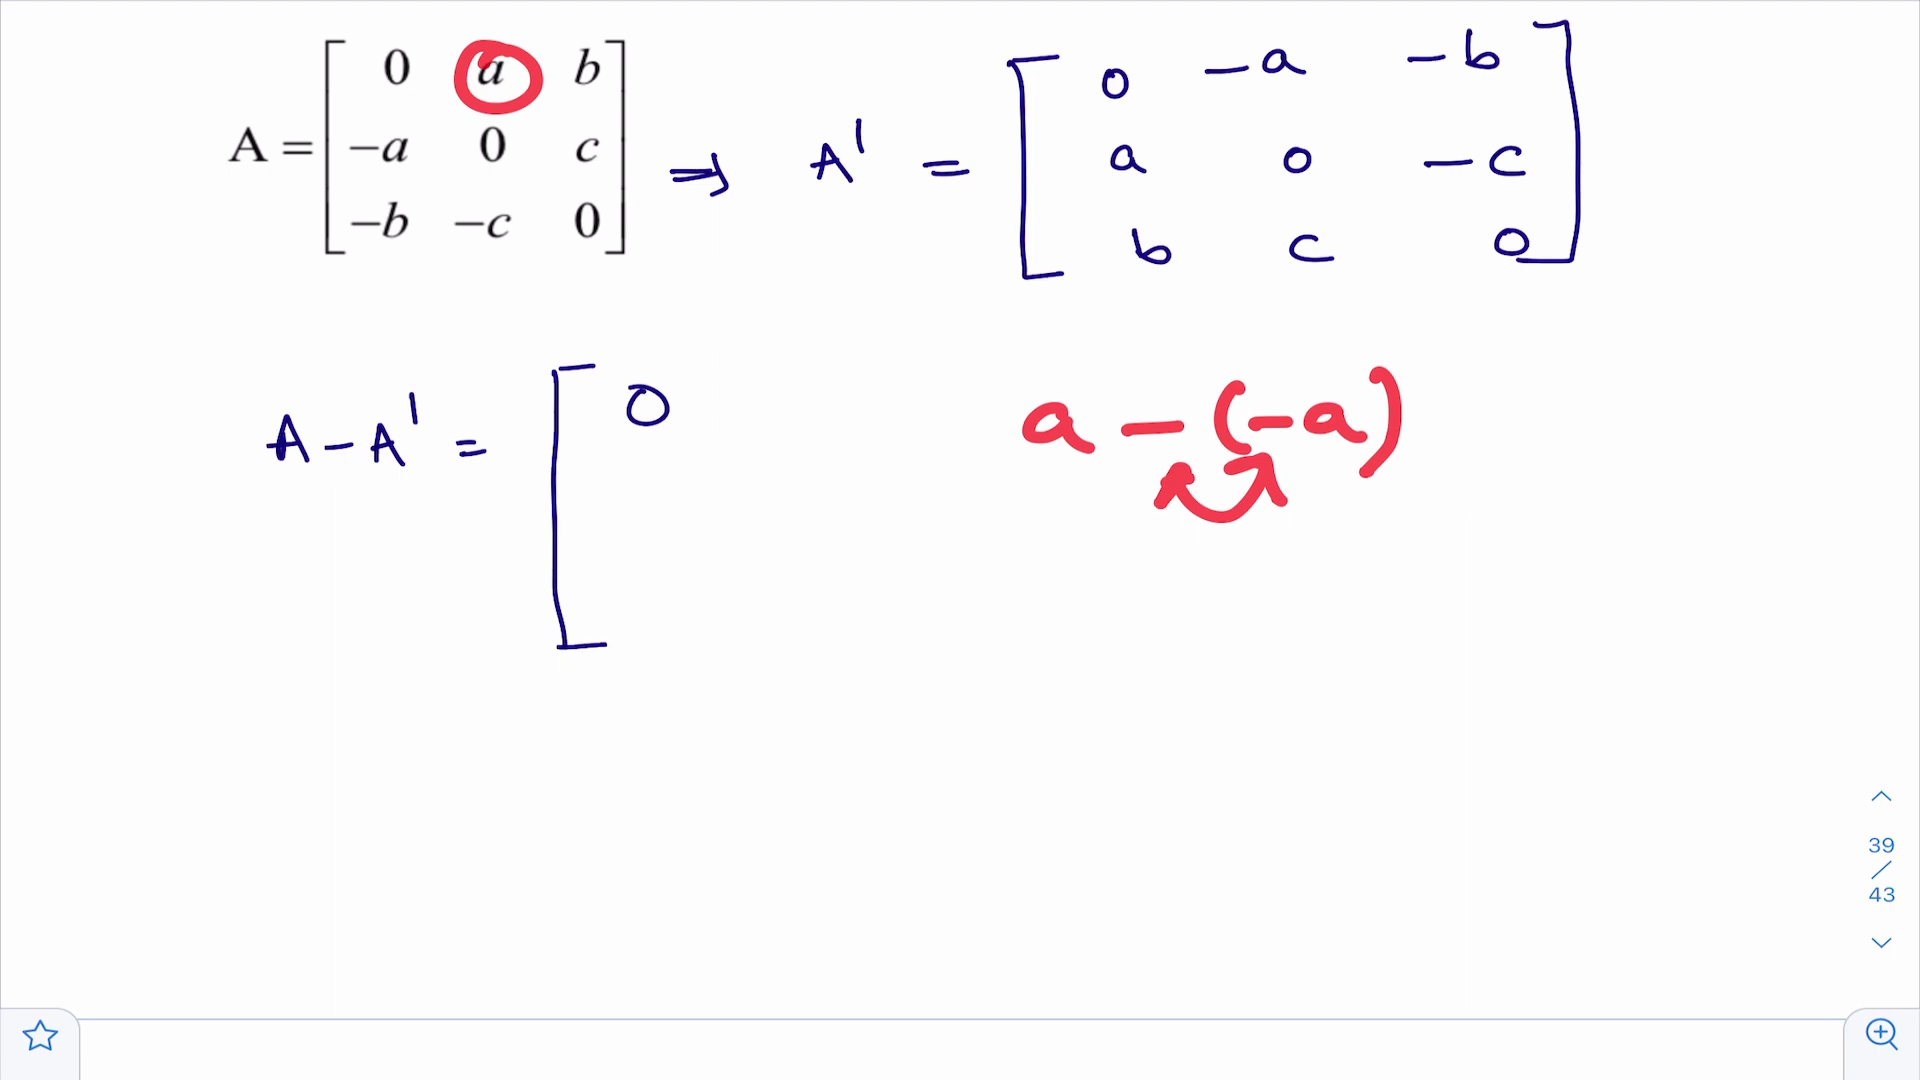 A = [ 0 a b
-a 0 c
-b -c 0 ] ⇒ A' = [ 0 -a -b
a 0 -c
b c 0 ]
A - A' = [ 0
a - (-a)
39
/
43